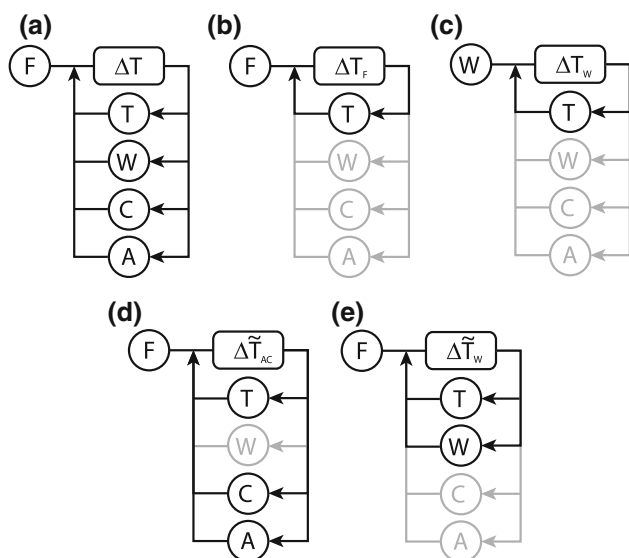 (a) (b) (c)
F ΔT F ΔT_F W ΔT_W
T T T
W W W
C C C
A A A
(d) (e)
F ΔT̃_AC F ΔT̃_W
T T
W W
C C
A A